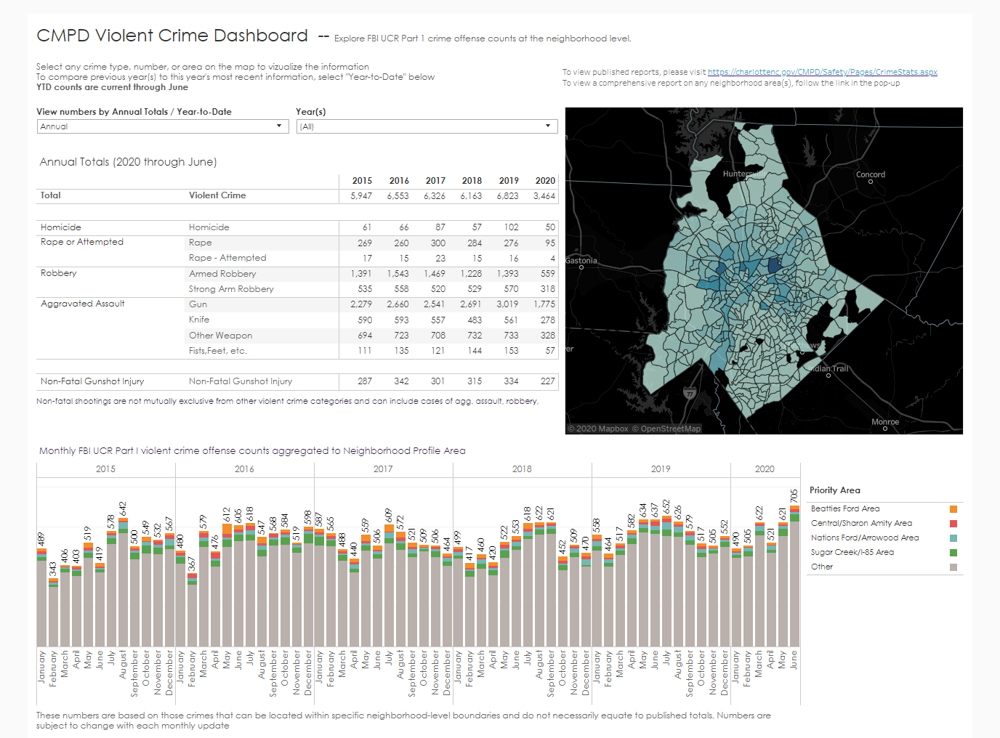 CMPD Violent Crime Dashboard -- Explore FBI UCR Part 1 crime offense counts at the neighborhood level.
Select any crime type, number, or area on the map to vizualize the information
To compare previous year(s) to this year's most recent information, select "Year-to-Date" below
YTD counts are current through June
To view published reports, please visit https://charlottenc.gov/CMPD/Safety/Pages/CrimeStats.aspx
To view a comprehensive report on any neighborhood area(s), follow the link in the pop-up
View numbers by Annual Totals / Year-to-Date
Annual
Year(s)
(All)
Annual Totals (2020 through June)
2015 2016 2017 2018 2019 2020
Total Violent Crime 5,947 6,553 6,326 6,163 6,823 3,464
Homicide Homicide 61 66 87 57 102 50
Rape or Attempted Rape 269 260 300 284 276 95
Rape - Attempted 17 15 23 15 16 4
Robbery Armed Robbery 1,391 1,543 1,469 1,228 1,393 559
Strong Arm Robbery 535 558 520 529 570 318
Aggravated Assault Gun 2,279 2,660 2,541 2,691 3,019 1,775
Knife 590 593 557 483 561 278
Other Weapon 694 723 708 732 733 328
Fists,Feet, etc. 111 135 121 144 153 57
Non-Fatal Gunshot Injury Non-Fatal Gunshot Injury 287 342 301 315 334 227
Non-fatal shootings are not mutually exclusive from other violent crime categories and can include cases of agg. assault, robbery,
Huntersville
Concord
Gastonia
Indian Trail
77
Monroe
© 2020 Mapbox © OpenStreetMap
Monthly FBI UCR Part I violent crime offense counts aggregated to Neighborhood Profile Area
2015 2016 2017 2018 2019 2020
489 343 406 403 519 419 578 642 500 549 532 567
480 367 579 476 612 605 618 547 568 584 519 598
587 565 488 440 559 506 609 572 521 509 506 464
499 417 460 420 522 553 618 622 621 452 509 470
558 464 517 582 634 637 652 626 579 517 505 552
490 505 622 521 621 705
January February March April May June July August September October November December
January February March April May June July August September October November December
January February March April May June July August September October November December
January February March April May June July August September October November December
January February March April May June July August September October November December
January February March April May June
Priority Area
Beatties Ford Area
Central/Sharon Amity Area
Nations Ford/Arrowood Area
Sugar Creek/I-85 Area
Other
These numbers are based on those crimes that can be located within specific neighborhood-level boundaries and do not necessarily equate to published totals. Numbers are
subject to change with each monthly update